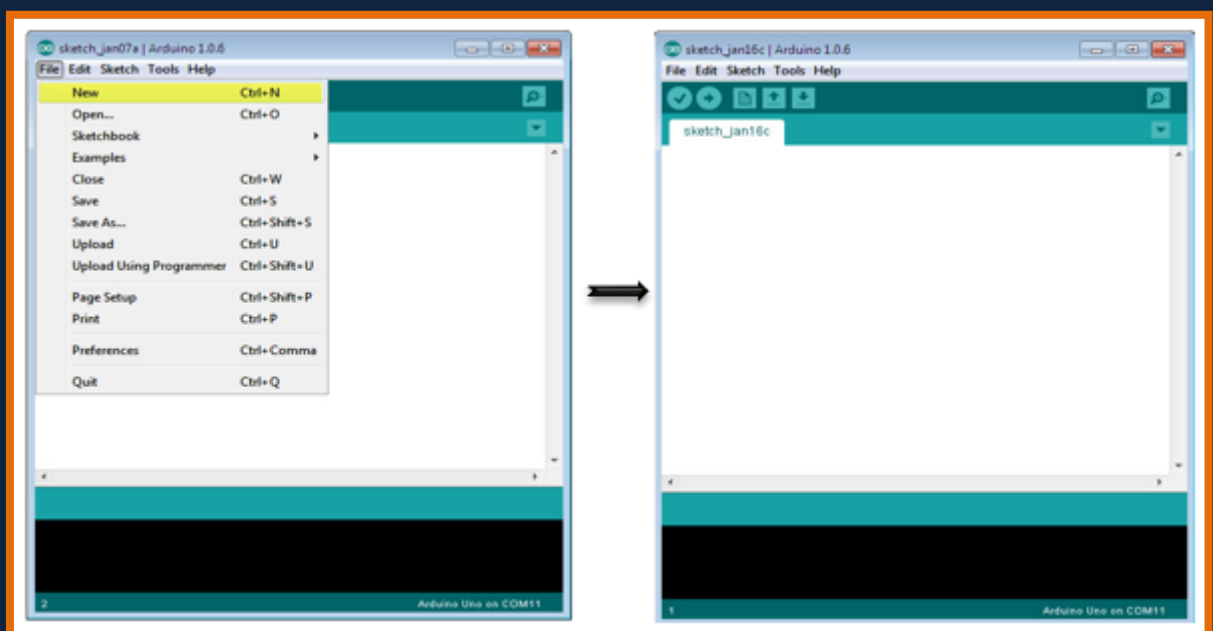 sketch_jan07a | Arduino 1.0.6
File Edit Sketch Tools Help
New Ctrl+N
Open... Ctrl+O
Sketchbook
Examples
Close Ctrl+W
Save Ctrl+S
Save As... Ctrl+Shift+S
Upload Ctrl+U
Upload Using Programmer Ctrl+Shift+U
Page Setup Ctrl+Shift+P
Print Ctrl+P
Preferences Ctrl+Comma
Quit Ctrl+Q
2 Arduino Uno on COM11
sketch_jan16c | Arduino 1.0.6
File Edit Sketch Tools Help
sketch_jan16c
1 Arduino Uno on COM11